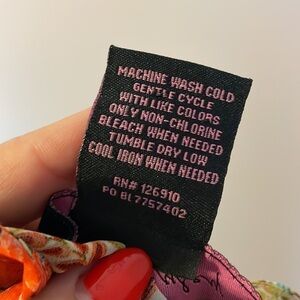 MACHINE WASH COLD
GENTLE CYCLE
WITH LIKE COLORS
ONLY NON-CHLORINE
BLEACH WHEN NEEDED
TUMBLE DRY LOW
COOL IRON WHEN NEEDED
RN# 126910
PO BL7757402